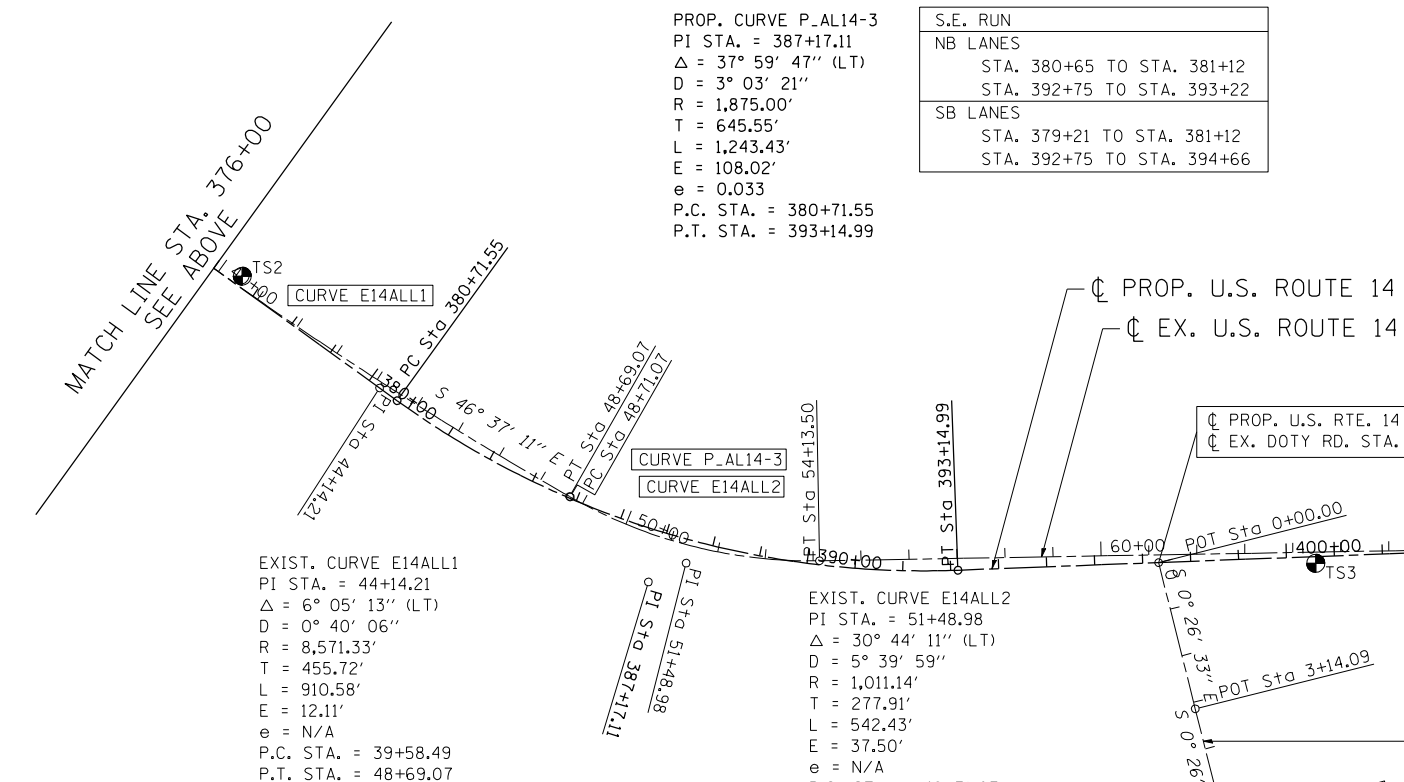 PROP. CURVE P_AL14-3
PI STA. = 387+17.11
Δ = 37° 59' 47'' (LT)
D = 3° 03' 21''
R = 1,875.00'
T = 645.55'
L = 1,243.43'
E = 108.02'
e = 0.033
P.C. STA. = 380+71.55
P.T. STA. = 393+14.99
S.E. RUN
NB LANES
STA. 380+65 TO STA. 381+12
STA. 392+75 TO STA. 393+22
SB LANES
STA. 379+21 TO STA. 381+12
STA. 392+75 TO STA. 394+66
MATCH LINE STA. 376+00
SEE ABOVE
TS2
CURVE E14ALL1
PC Sta 380+71.55
380+00
PI Sta 44+14.21
S 46° 37' 11'' E
PT Sta 48+69.07
PC Sta 48+71.07
CURVE P_AL14-3
CURVE E14ALL2
50+00
PT Sta 54+13.50
390+00
PT Sta 393+14.99
℄ PROP. U.S. ROUTE 14
℄ EX. U.S. ROUTE 14
℄ PROP. U.S. RTE. 14
℄ EX. DOTY RD. STA.
60+00
POT Sta 0+00.00
400+00
TS3
S 0° 26' 33'' E
POT Sta 3+14.09
S 0° 26'
PI Sta 51+48.98
PI Sta 387+17.11
EXIST. CURVE E14ALL1
PI STA. = 44+14.21
Δ = 6° 05' 13'' (LT)
D = 0° 40' 06''
R = 8,571.33'
T = 455.72'
L = 910.58'
E = 12.11'
e = N/A
P.C. STA. = 39+58.49
P.T. STA. = 48+69.07
EXIST. CURVE E14ALL2
PI STA. = 51+48.98
Δ = 30° 44' 11'' (LT)
D = 5° 39' 59''
R = 1,011.14'
T = 277.91'
L = 542.43'
E = 37.50'
e = N/A